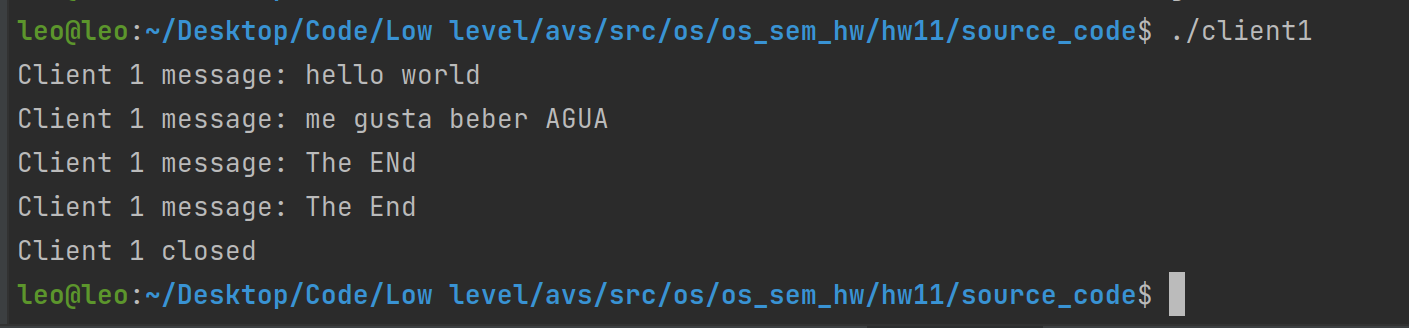 leo@leo:~/Desktop/Code/Low level/avs/src/os/os_sem_hw/hw11/source_code$ ./client1
Client 1 message: hello world
Client 1 message: me gusta beber AGUA
Client 1 message: The ENd
Client 1 message: The End
Client 1 closed
leo@leo:~/Desktop/Code/Low level/avs/src/os/os_sem_hw/hw11/source_code$